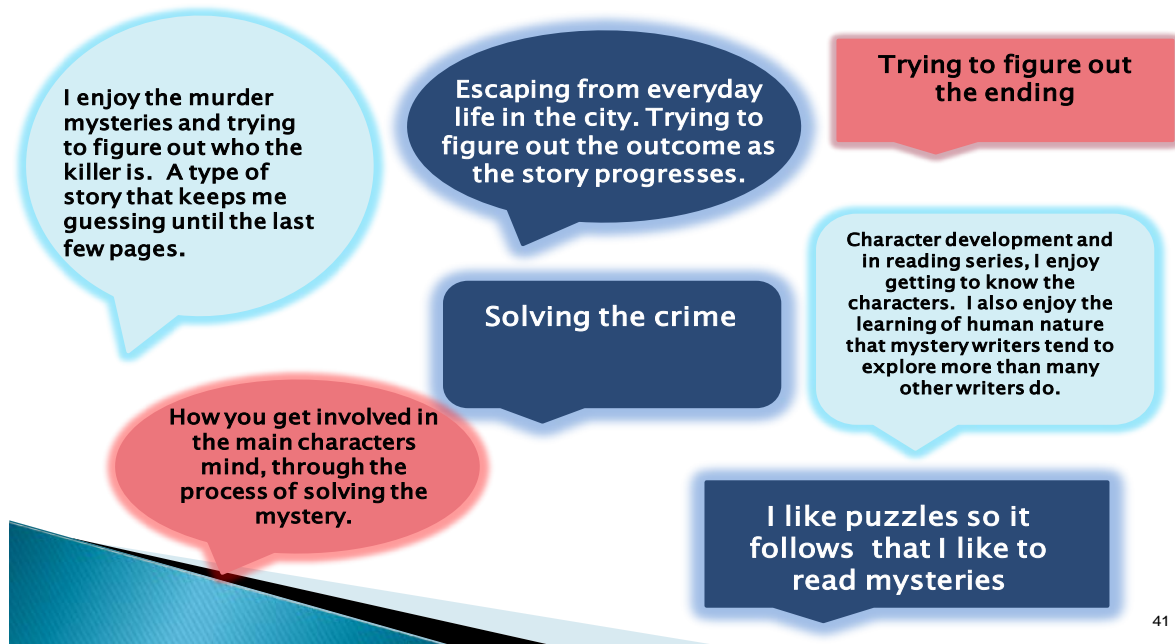 I enjoy the murder
mysteries and trying
to figure out who the
killer is.  A type of
story that keeps me
guessing until the last
few pages.
Escaping from everyday
life in the city. Trying to
figure out the outcome as
the story progresses.
Trying to figure out
the ending
Solving the crime
Character development and
in reading series, I enjoy
getting to know the
characters.  I also enjoy the
learning of human nature
that mystery writers tend to
explore more than many
other writers do.
How you get involved in
the main characters
mind, through the
process of solving the
mystery.
I like puzzles so it
follows  that I like to
read mysteries
41